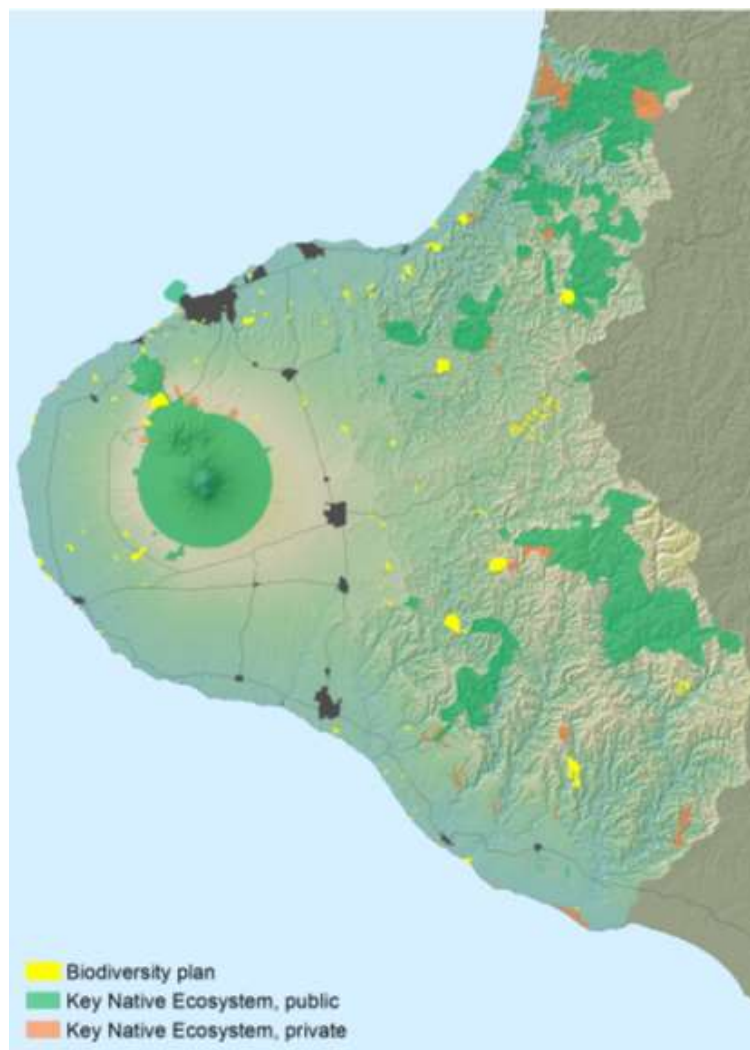 Biodiversity plan
Key Native Ecosystem, public
Key Native Ecosystem, private